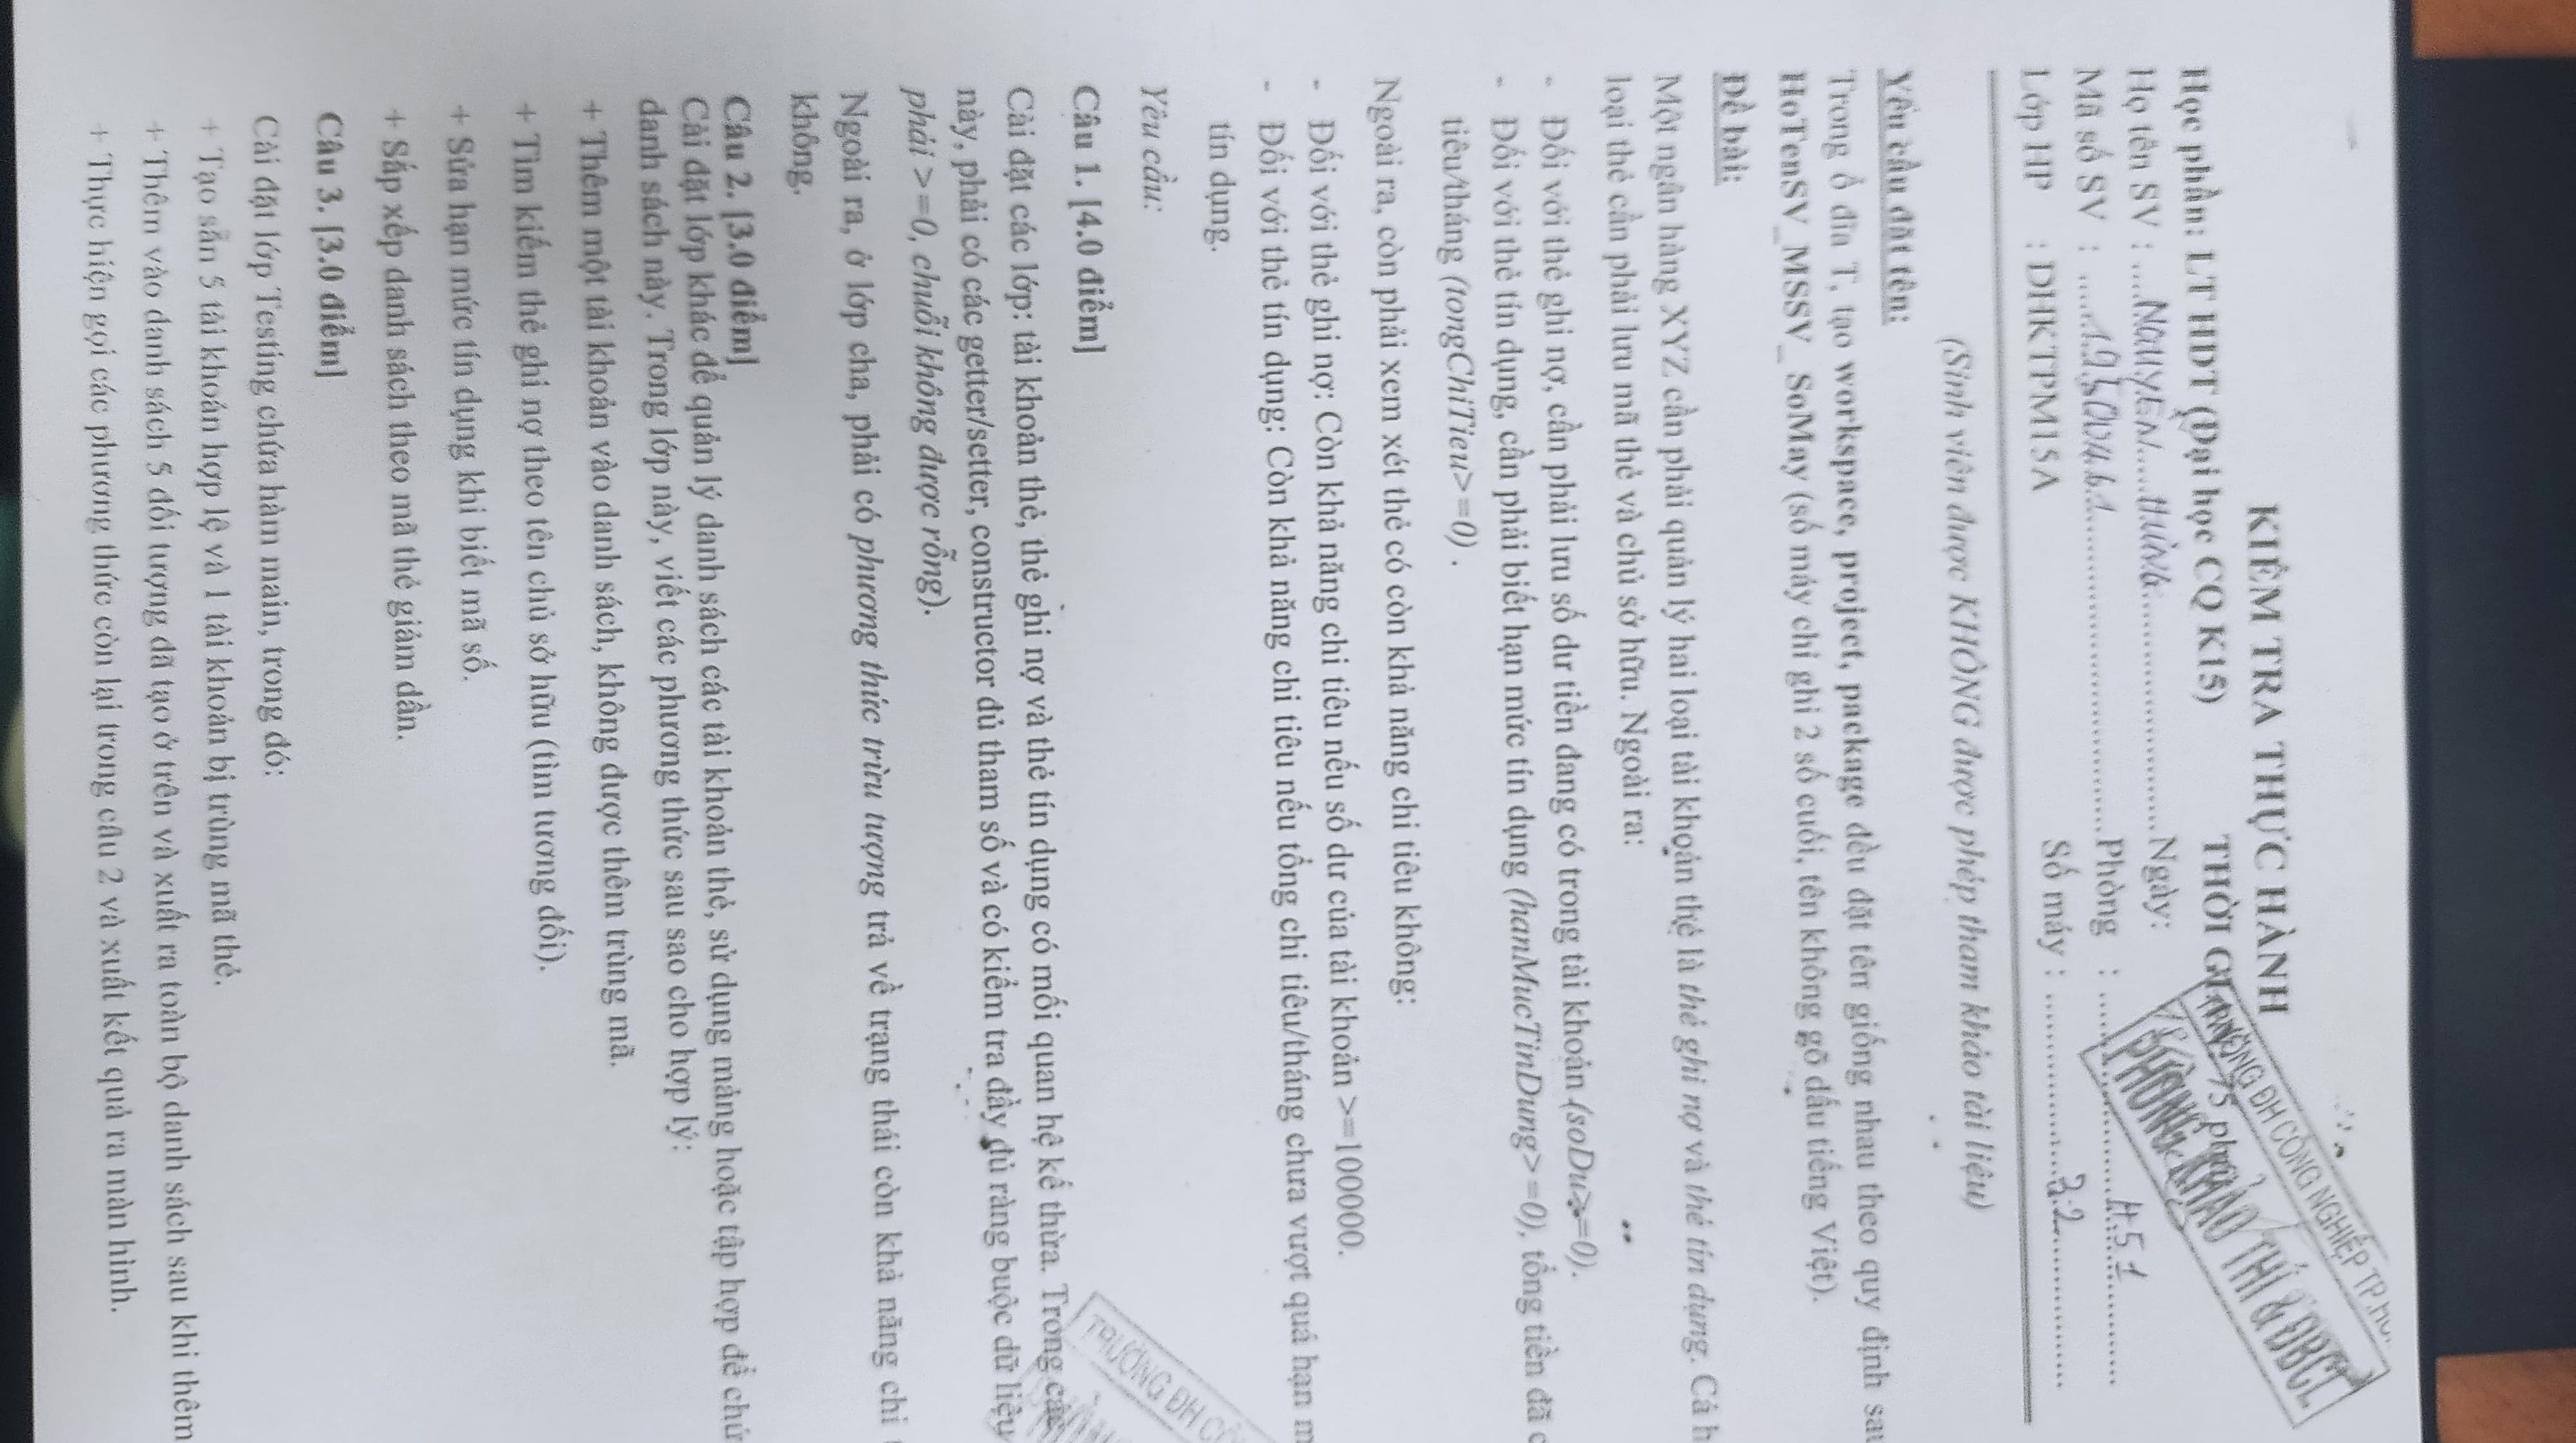 KIỂM TRA THỰC HÀNH
Học phần: LT HDT (Đại học CQ K15) THỜI GIAN 75 phút
TRƯỜNG ĐH CÔNG NGHIỆP TP.HCM
PHÒNG KHẢO THÍ & ĐBCL
Họ tên SV : NGUYEN HÙNG Ngày:
Mã số SV : Phòng : H5.1
Lớp HP : DHKTPM15A Số máy : 32
(Sinh viên được KHÔNG được phép tham khảo tài liệu)
Yêu cầu đặt tên:
Trong ổ đĩa T, tạo workspace, project, package đều đặt tên giống nhau theo quy định sau
HoTenSV_MSSV_ SoMay (số máy chỉ ghi 2 số cuối, tên không gõ dấu tiếng Việt).
Đề bài:
Một ngân hàng XYZ cần phải quản lý hai loại tài khoản thẻ là thẻ ghi nợ và thẻ tín dụng. Cả h
loại thẻ cần phải lưu mã thẻ và chủ sở hữu. Ngoài ra:
- Đối với thẻ ghi nợ, cần phải lưu số dư tiền đang có trong tài khoản (soDu>=0).
- Đối với thẻ tín dụng, cần phải biết hạn mức tín dụng (hanMucTinDung>=0), tổng tiền đã c
tiêu/tháng (tongChiTieu>=0) .
Ngoài ra, còn phải xem xét thẻ có còn khả năng chi tiêu không:
- Đối với thẻ ghi nợ: Còn khả năng chi tiêu nếu số dư của tài khoản >=100000.
- Đối với thẻ tín dụng: Còn khả năng chi tiêu nếu tổng chi tiêu/tháng chưa vượt quá hạn m
tín dụng.
Yêu cầu:
Câu 1. [4.0 điểm]
Cài đặt các lớp: tài khoản thẻ, thẻ ghi nợ và thẻ tín dụng có mối quan hệ kế thừa. Trong các
này, phải có các getter/setter, constructor đủ tham số và có kiểm tra đầy đủ ràng buộc dữ liệu
phải >=0, chuỗi không được rỗng).
Ngoài ra, ở lớp cha, phải có phương thức trừu tượng trả về trạng thái còn khả năng chi
không.
TRƯỜNG ĐH CÔ
Câu 2. [3.0 điểm]
Cài đặt lớp khác để quản lý danh sách các tài khoản thẻ, sử dụng mảng hoặc tập hợp để chứ
danh sách này. Trong lớp này, viết các phương thức sau sao cho hợp lý:
+ Thêm một tài khoản vào danh sách, không được thêm trùng mã.
+ Tìm kiếm thẻ ghi nợ theo tên chủ sở hữu (tìm tương đối).
+ Sửa hạn mức tín dụng khi biết mã số.
+ Sắp xếp danh sách theo mã thẻ giảm dần.
Câu 3. [3.0 điểm]
Cài đặt lớp Testing chứa hàm main, trong đó:
+ Tạo sẵn 5 tài khoản hợp lệ và 1 tài khoản bị trùng mã thẻ.
+ Thêm vào danh sách 5 đối tượng đã tạo ở trên và xuất ra toàn bộ danh sách sau khi thêm
+ Thực hiện gọi các phương thức còn lại trong câu 2 và xuất kết quả ra màn hình.